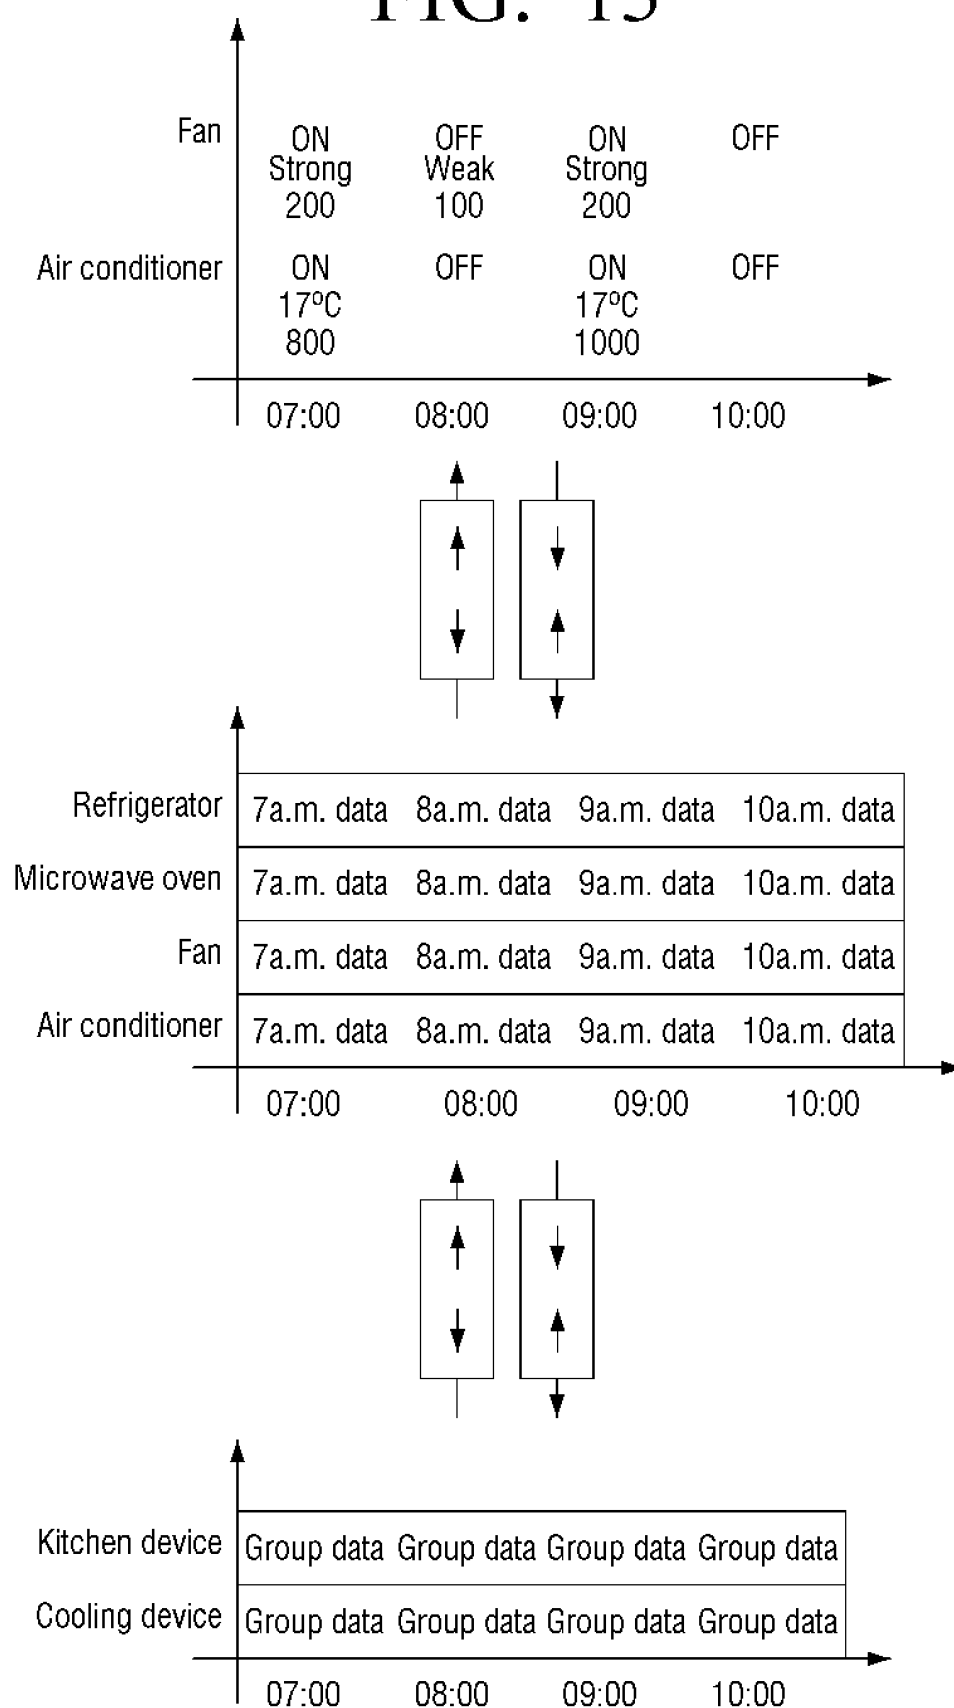 FIG. 13
Fan ON OFF ON OFF
Strong Weak Strong
200 100 200
Air conditioner ON OFF ON OFF
17ºC 17ºC
800 1000
07:00 08:00 09:00 10:00
Refrigerator 7a.m. data 8a.m. data 9a.m. data 10a.m. data
Microwave oven 7a.m. data 8a.m. data 9a.m. data 10a.m. data
Fan 7a.m. data 8a.m. data 9a.m. data 10a.m. data
Air conditioner 7a.m. data 8a.m. data 9a.m. data 10a.m. data
07:00 08:00 09:00 10:00
Kitchen device Group data Group data Group data Group data
Cooling device Group data Group data Group data Group data
07:00 08:00 09:00 10:00